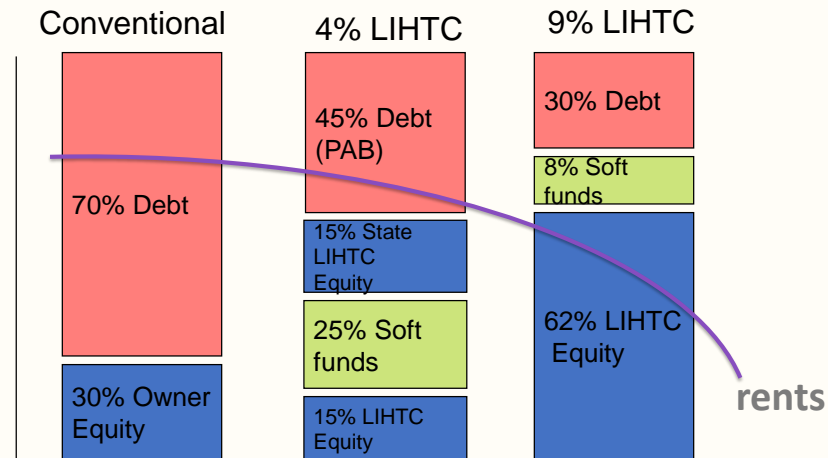 Conventional
70% Debt
30% Owner
Equity
4% LIHTC
45% Debt
(PAB)
15% State
LIHTC
Equity
25% Soft
funds
15% LIHTC
Equity
9% LIHTC
30% Debt
8% Soft
funds
62% LIHTC
Equity
rents